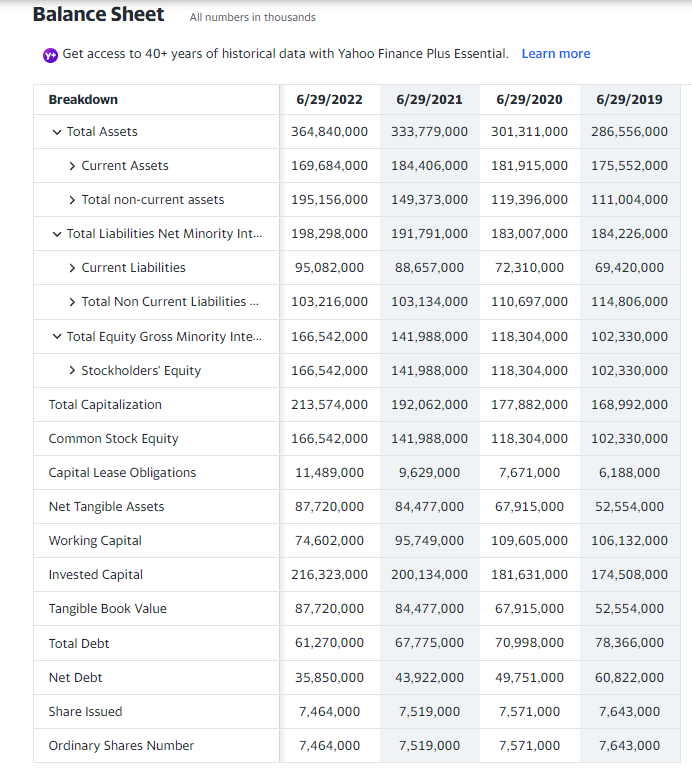 Balance Sheet All numbers in thousands
Y+ Get access to 40+ years of historical data with Yahoo Finance Plus Essential. Learn more
Breakdown 6/29/2022 6/29/2021 6/29/2020 6/29/2019
Total Assets 364,840,000 333,779,000 301,311,000 286,556,000
Current Assets 169,684,000 184,406,000 181,915,000 175,552,000
Total non-current assets 195,156,000 149,373,000 119,396,000 111,004,000
Total Liabilities Net Minority Int... 198,298,000 191,791,000 183,007,000 184,226,000
Current Liabilities 95,082,000 88,657,000 72,310,000 69,420,000
Total Non Current Liabilities ... 103,216,000 103,134,000 110,697,000 114,806,000
Total Equity Gross Minority Inte... 166,542,000 141,988,000 118,304,000 102,330,000
Stockholders' Equity 166,542,000 141,988,000 118,304,000 102,330,000
Total Capitalization 213,574,000 192,062,000 177,882,000 168,992,000
Common Stock Equity 166,542,000 141,988,000 118,304,000 102,330,000
Capital Lease Obligations 11,489,000 9,629,000 7,671,000 6,188,000
Net Tangible Assets 87,720,000 84,477,000 67,915,000 52,554,000
Working Capital 74,602,000 95,749,000 109,605,000 106,132,000
Invested Capital 216,323,000 200,134,000 181,631,000 174,508,000
Tangible Book Value 87,720,000 84,477,000 67,915,000 52,554,000
Total Debt 61,270,000 67,775,000 70,998,000 78,366,000
Net Debt 35,850,000 43,922,000 49,751,000 60,822,000
Share Issued 7,464,000 7,519,000 7,571,000 7,643,000
Ordinary Shares Number 7,464,000 7,519,000 7,571,000 7,643,000